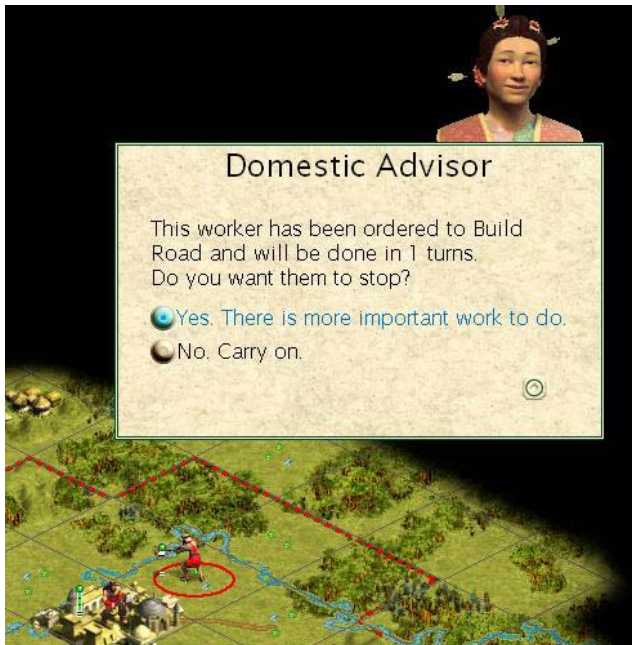 Domestic Advisor
This worker has been ordered to Build
Road and will be done in 1 turns.
Do you want them to stop?
Yes. There is more important work to do.
No. Carry on.